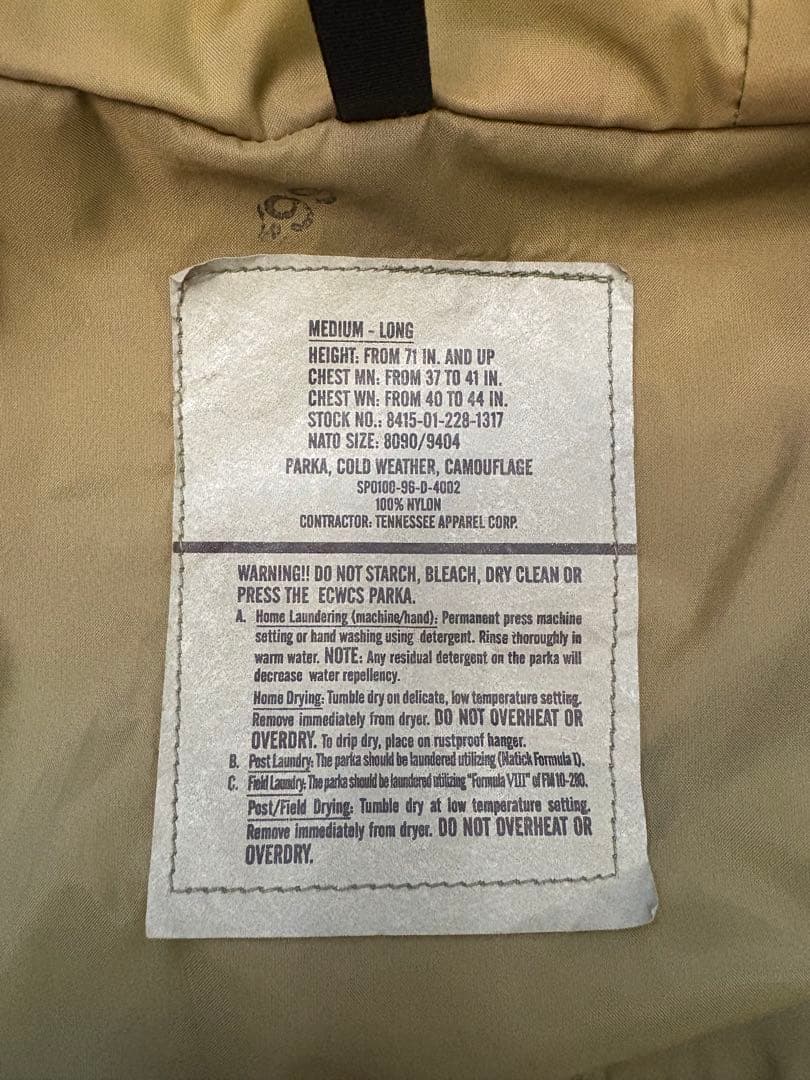 MEDIUM - LONG
HEIGHT: FROM 71 IN. AND UP
CHEST MN: FROM 37 TO 41 IN.
CHEST WN: FROM 40 TO 44 IN.
STOCK NO.: 8415-01-228-1317
NATO SIZE: 8090/9404
PARKA, COLD WEATHER, CAMOUFLAGE
SP0100-96-D-4002
100% NYLON
CONTRACTOR: TENNESSEE APPAREL CORP.
WARNING!! DO NOT STARCH, BLEACH, DRY CLEAN OR
PRESS THE ECWCS PARKA.
A. Home Laundering (machine/hand): Permanent press machine
setting or hand washing using detergent. Rinse thoroughly in
warm water. NOTE: Any residual detergent on the parka will
decrease water repellency.
Home Drying: Tumble dry on delicate, low temperature setting.
Remove immediately from dryer. DO NOT OVERHEAT OR
OVERDRY. To drip dry, place on rustproof hanger.
B. Post Laundry: The parka should be laundered utilizing (Natick Formula 1).
C. Field Laundry: The parka should be laundered utilizing "Formula VIII" of FM 10-280.
Post/Field Drying: Tumble dry at low temperature setting.
Remove immediately from dryer. DO NOT OVERHEAT OR
OVERDRY.